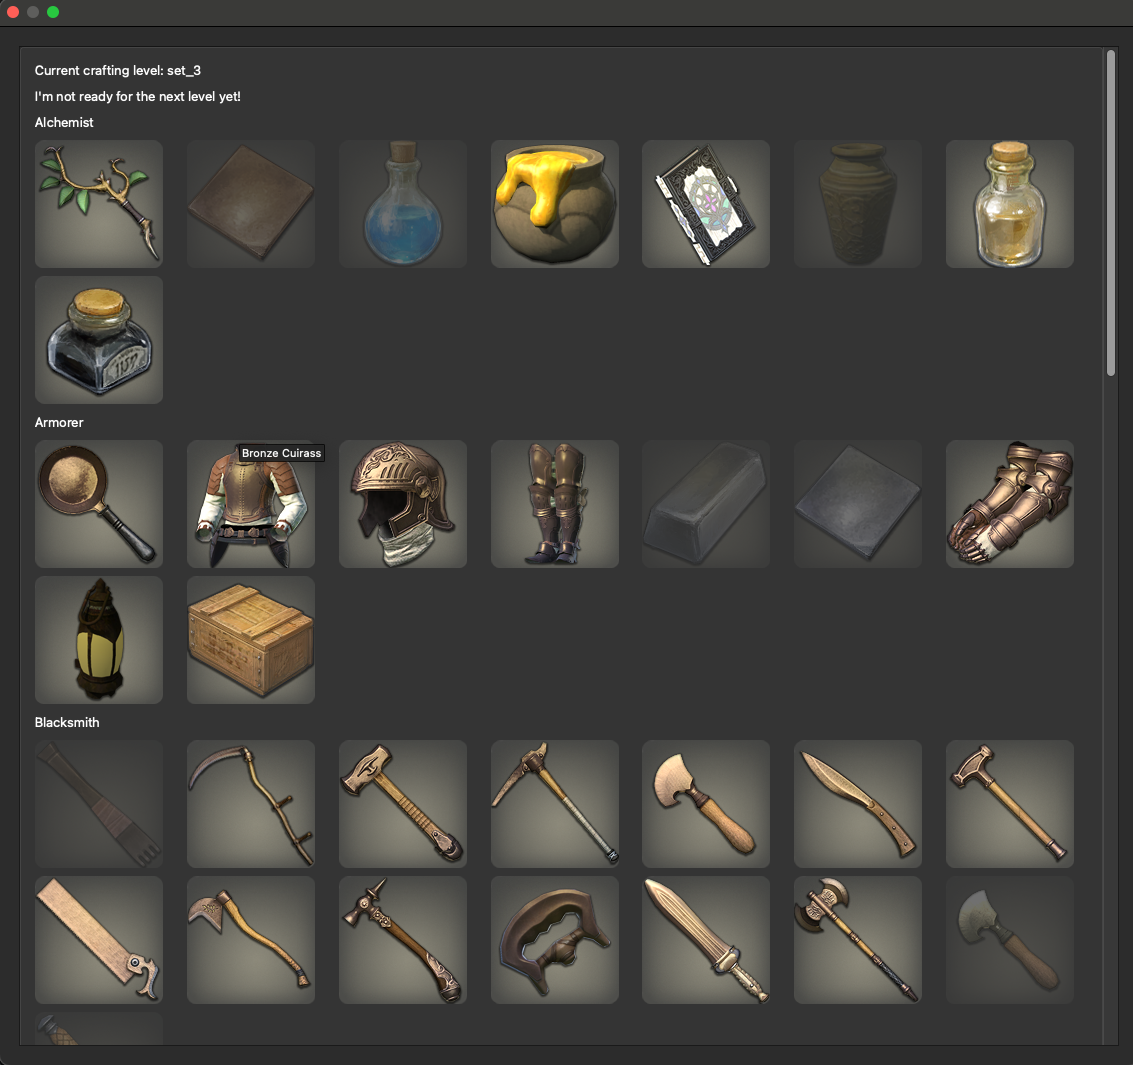 Current crafting level: set_3
I'm not ready for the next level yet!
Alchemist
Armorer
Bronze Cuirass
Blacksmith